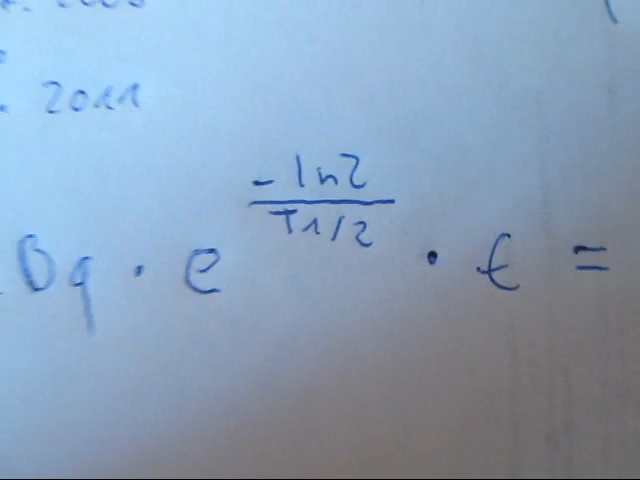 2011
Bq · e^(-ln2 / T1/2) · t =